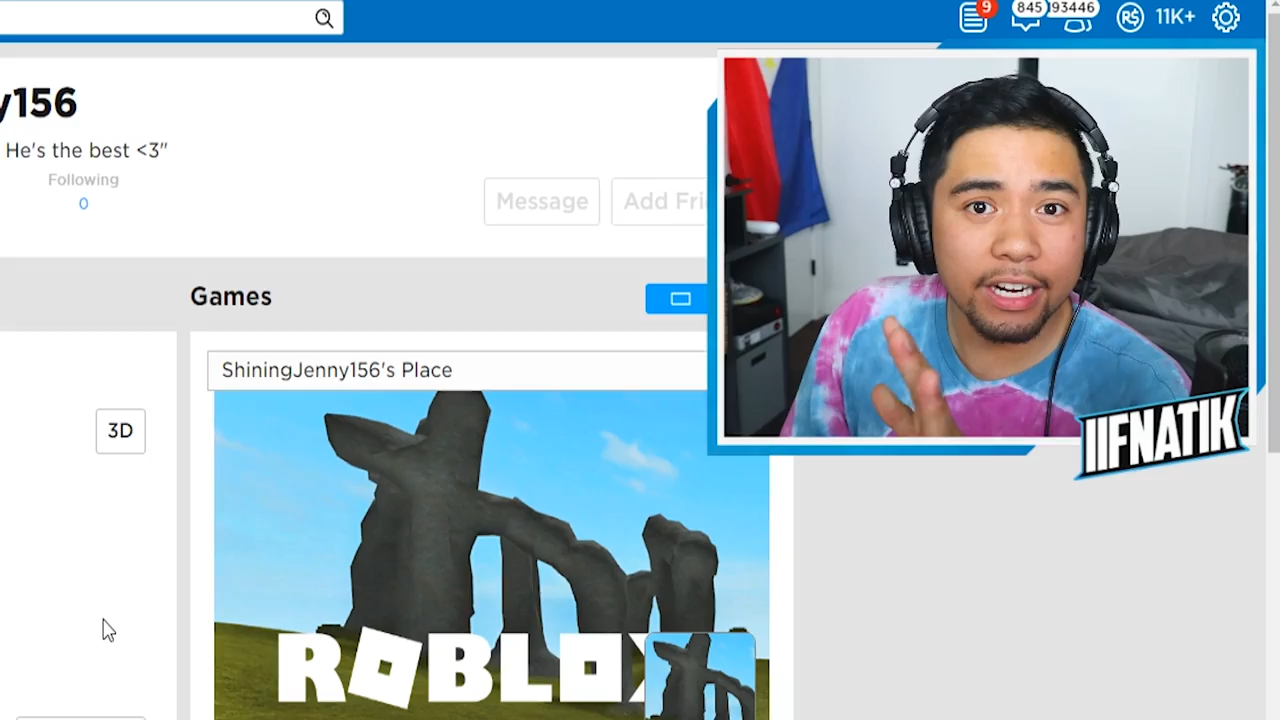 9
845
93446
R$
11K+
y156
He's the best <3"
Following
0
Message
Add Fri
Games
ShiningJenny156's Place
3D
IIFNATIK
ROBLOX